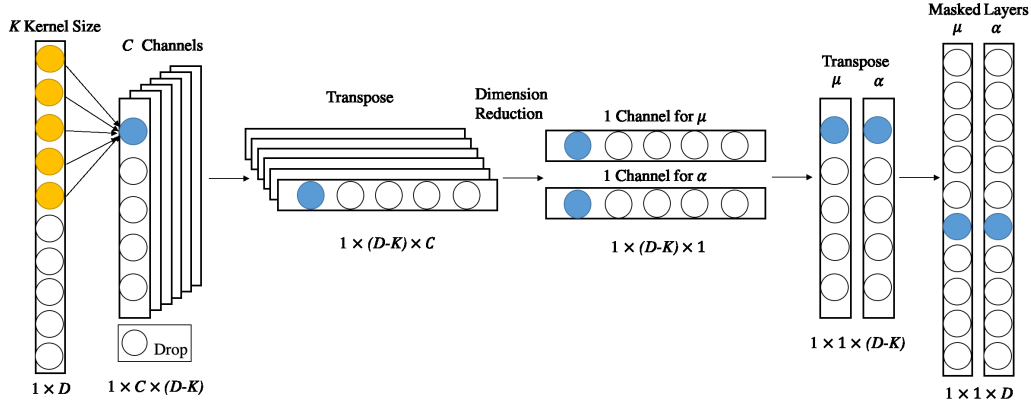 K Kernel Size
1 × D
C Channels
Drop
1 × C × (D-K)
Transpose
1 × (D-K) × C
Dimension
Reduction
1 Channel for μ
1 Channel for α
1 × (D-K) × 1
Transpose
μ α
1 × 1 × (D-K)
Masked Layers
μ α
1 × 1 × D